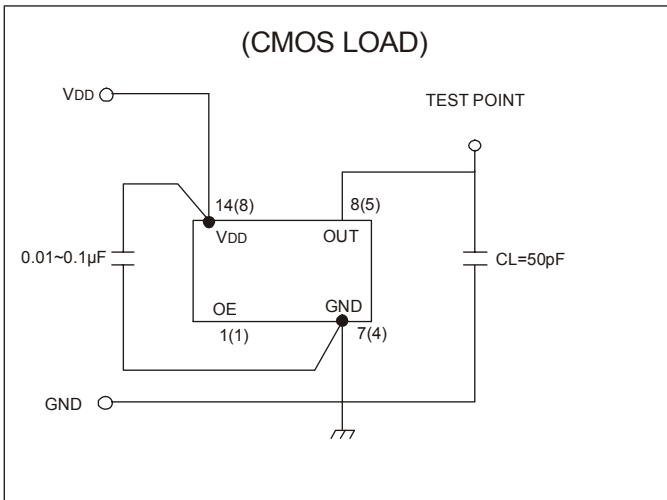 (CMOS LOAD)
VDD
TEST POINT
14(8)
8(5)
VDD
OUT
0.01~0.1µF
CL=50pF
OE
GND
1(1)
7(4)
GND